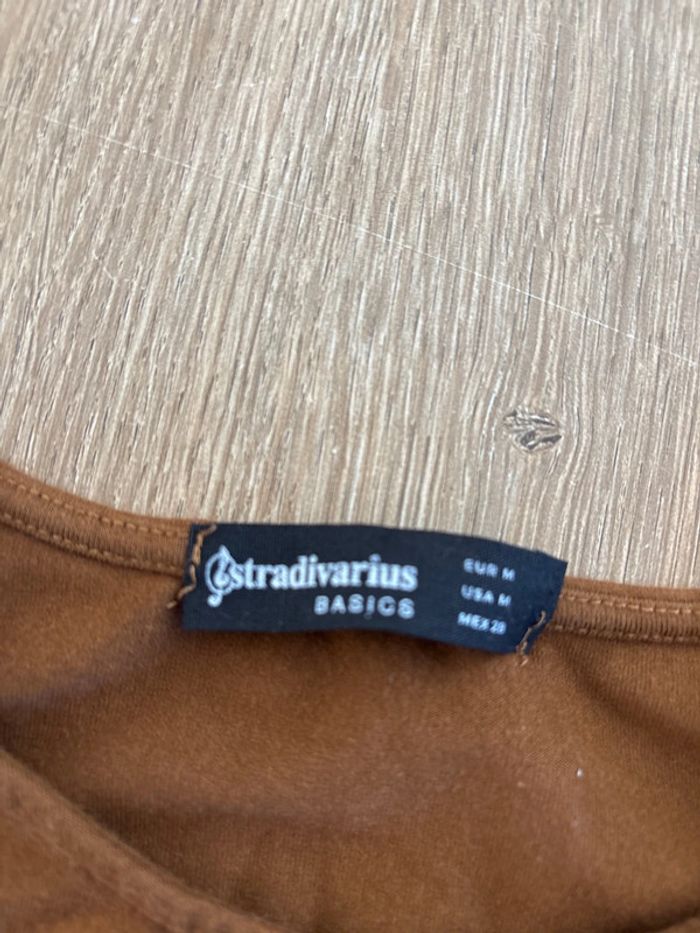 stradivarius
BASICS
EUR M
USA M
MEX 28